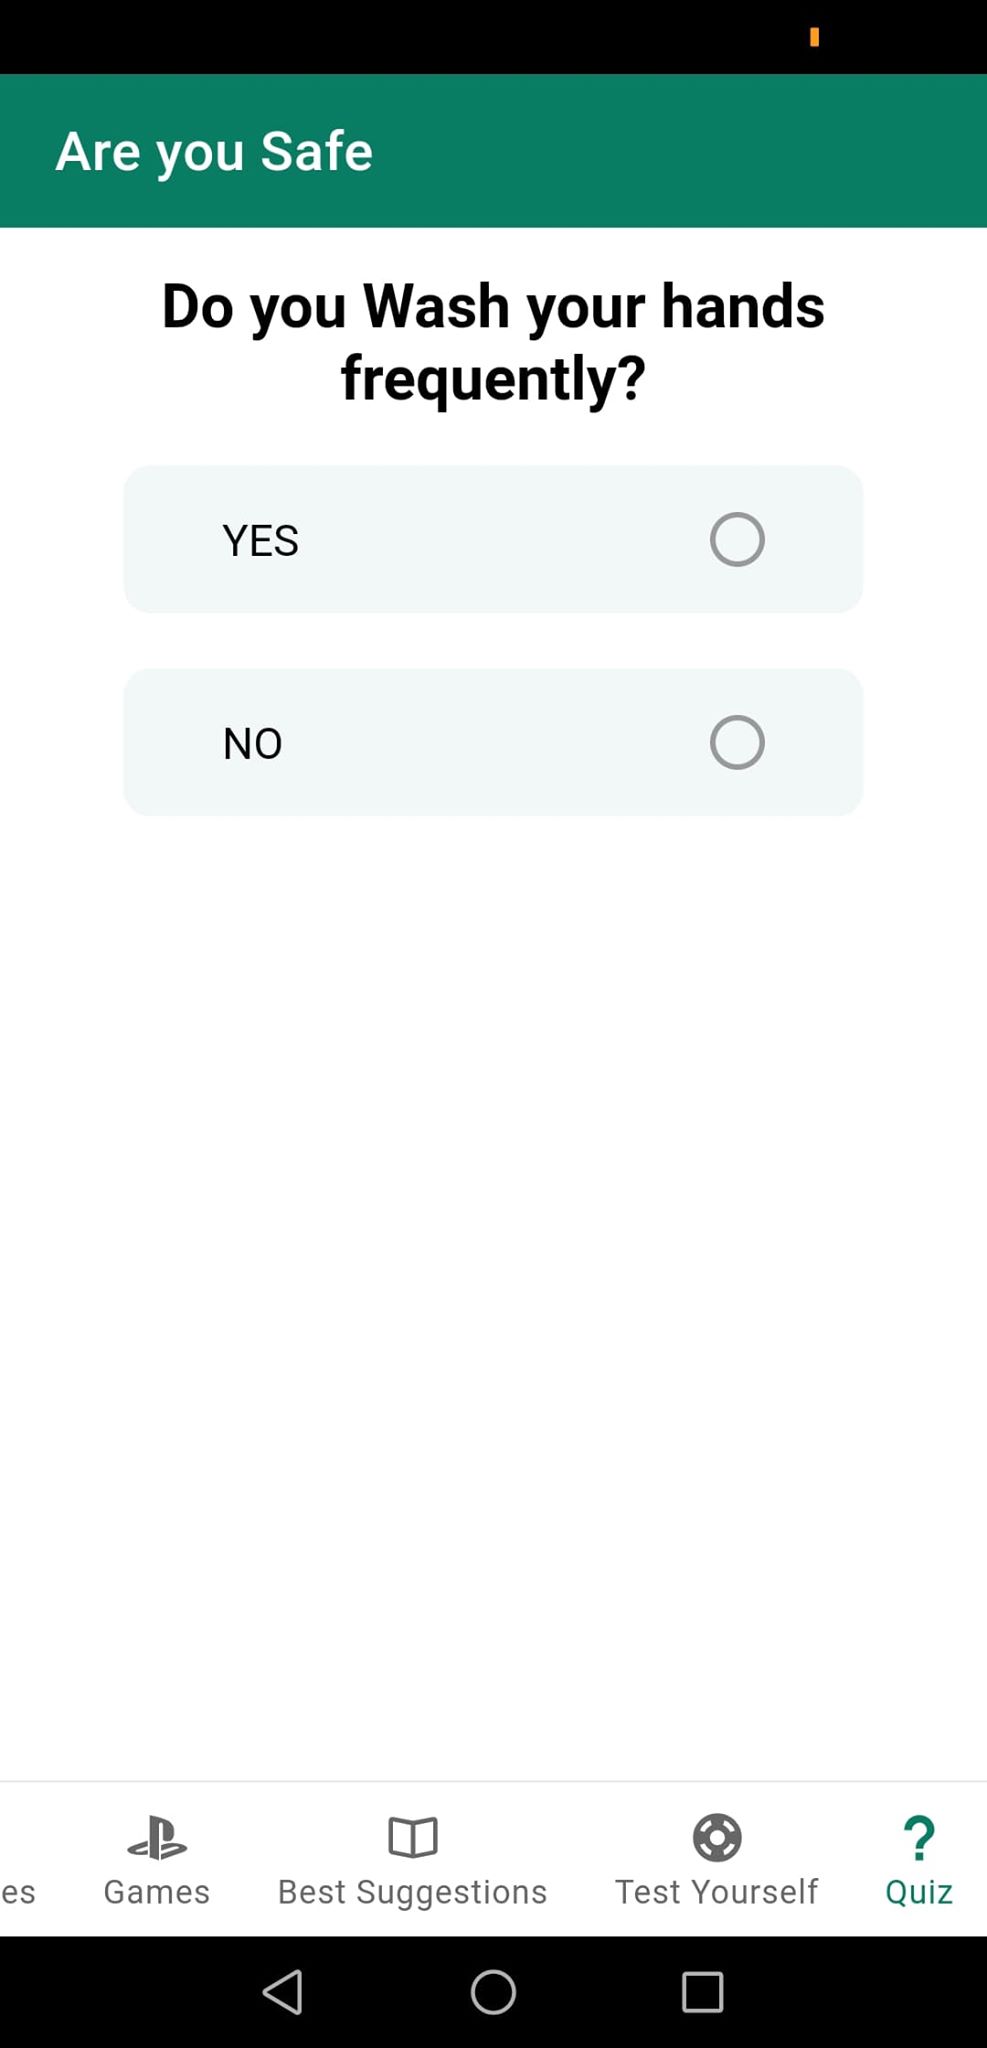 Are you Safe
Do you Wash your hands
frequently?
YES
NO
es
Games
Best Suggestions
Test Yourself
?
Quiz